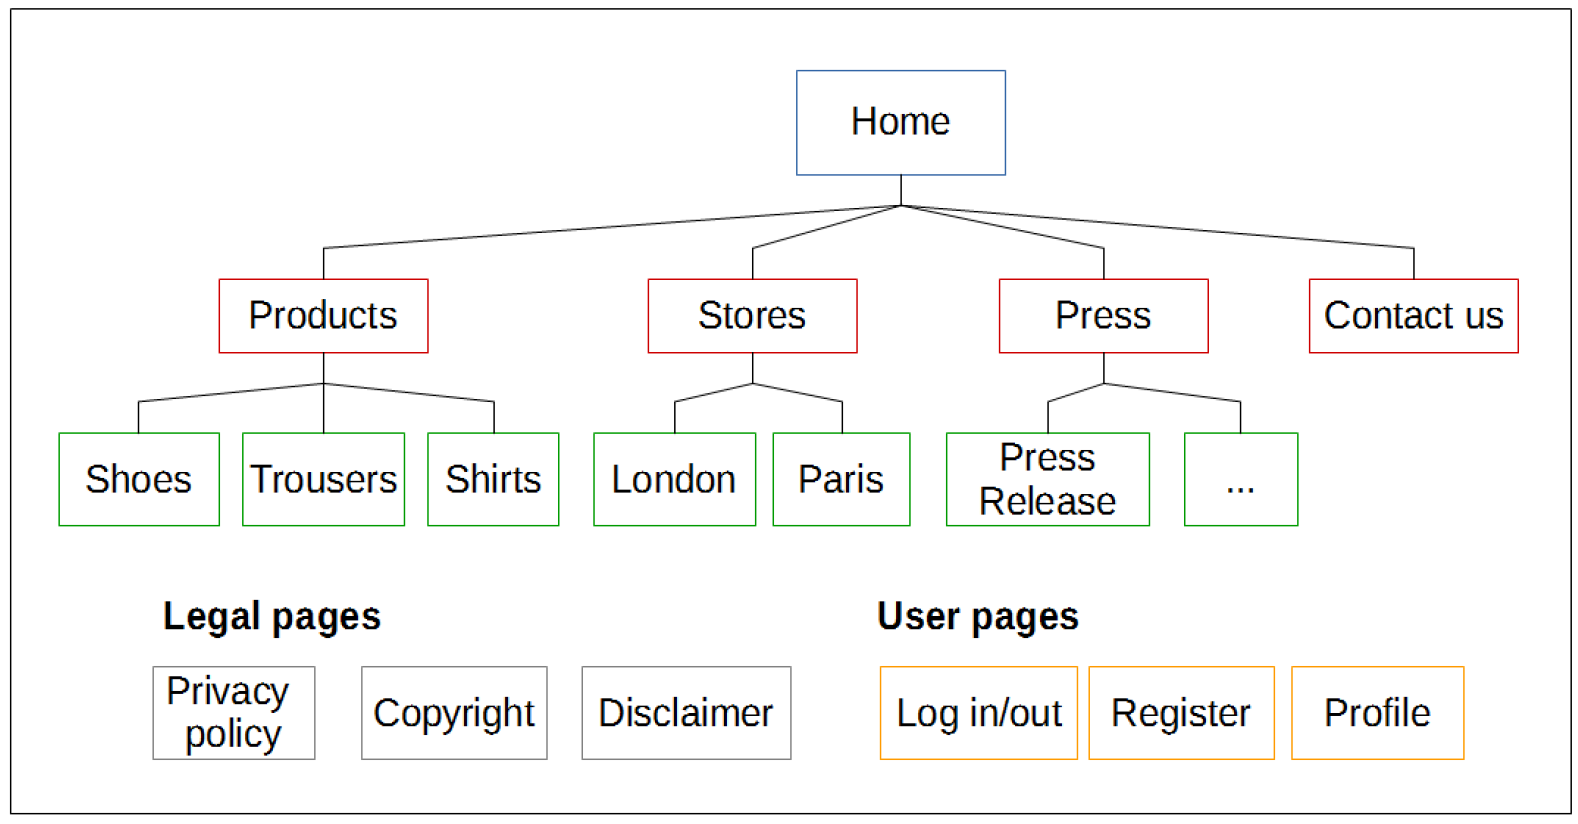 Home
Products
Stores
Press
Contact us
Shoes
Trousers
Shirts
London
Paris
Press
Release
...
Legal pages
Privacy
policy
Copyright
Disclaimer
User pages
Log in/out
Register
Profile